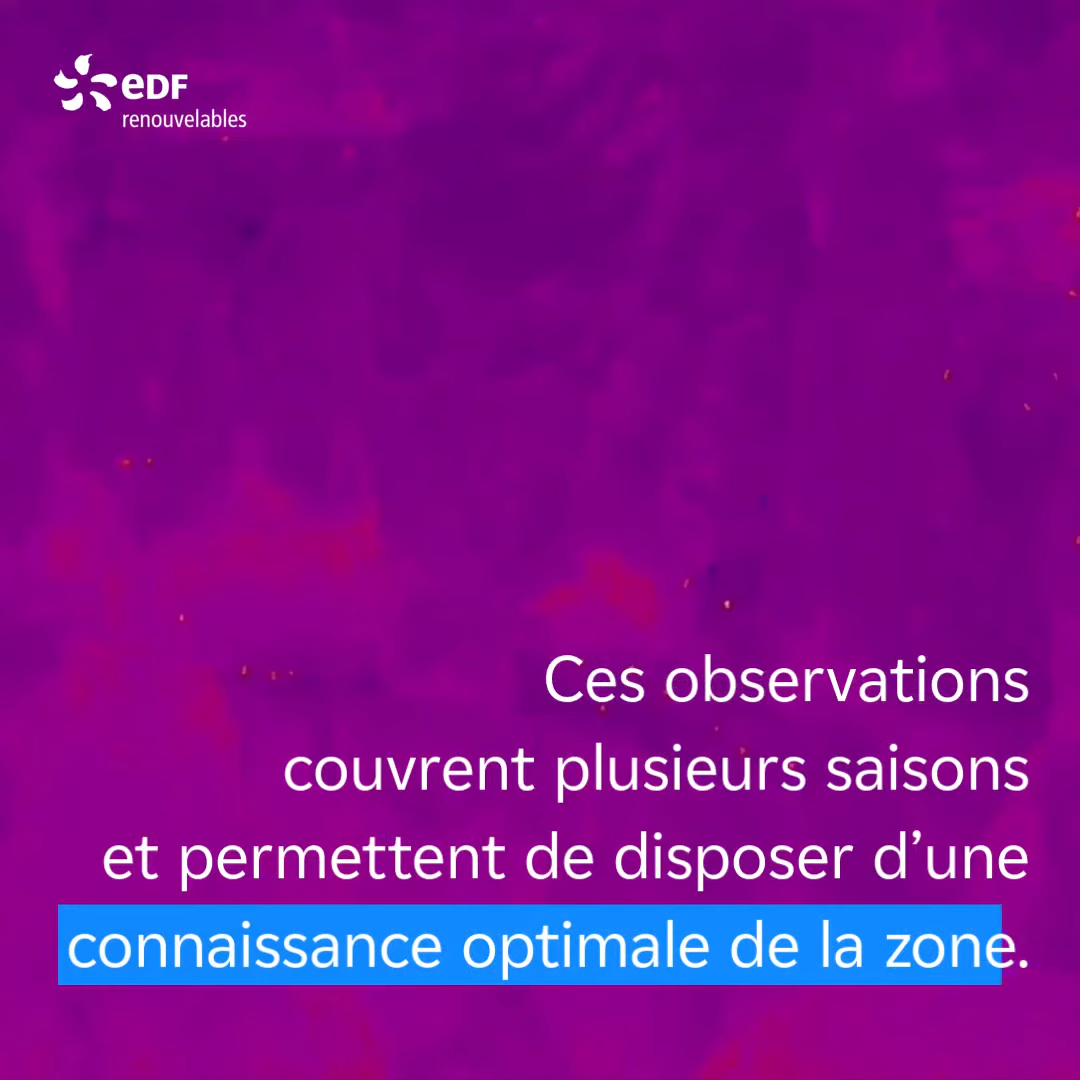 edF
renouvelables
Ces observations
couvrent plusieurs saisons
et permettent de disposer d’une
connaissance optimale de la zone.